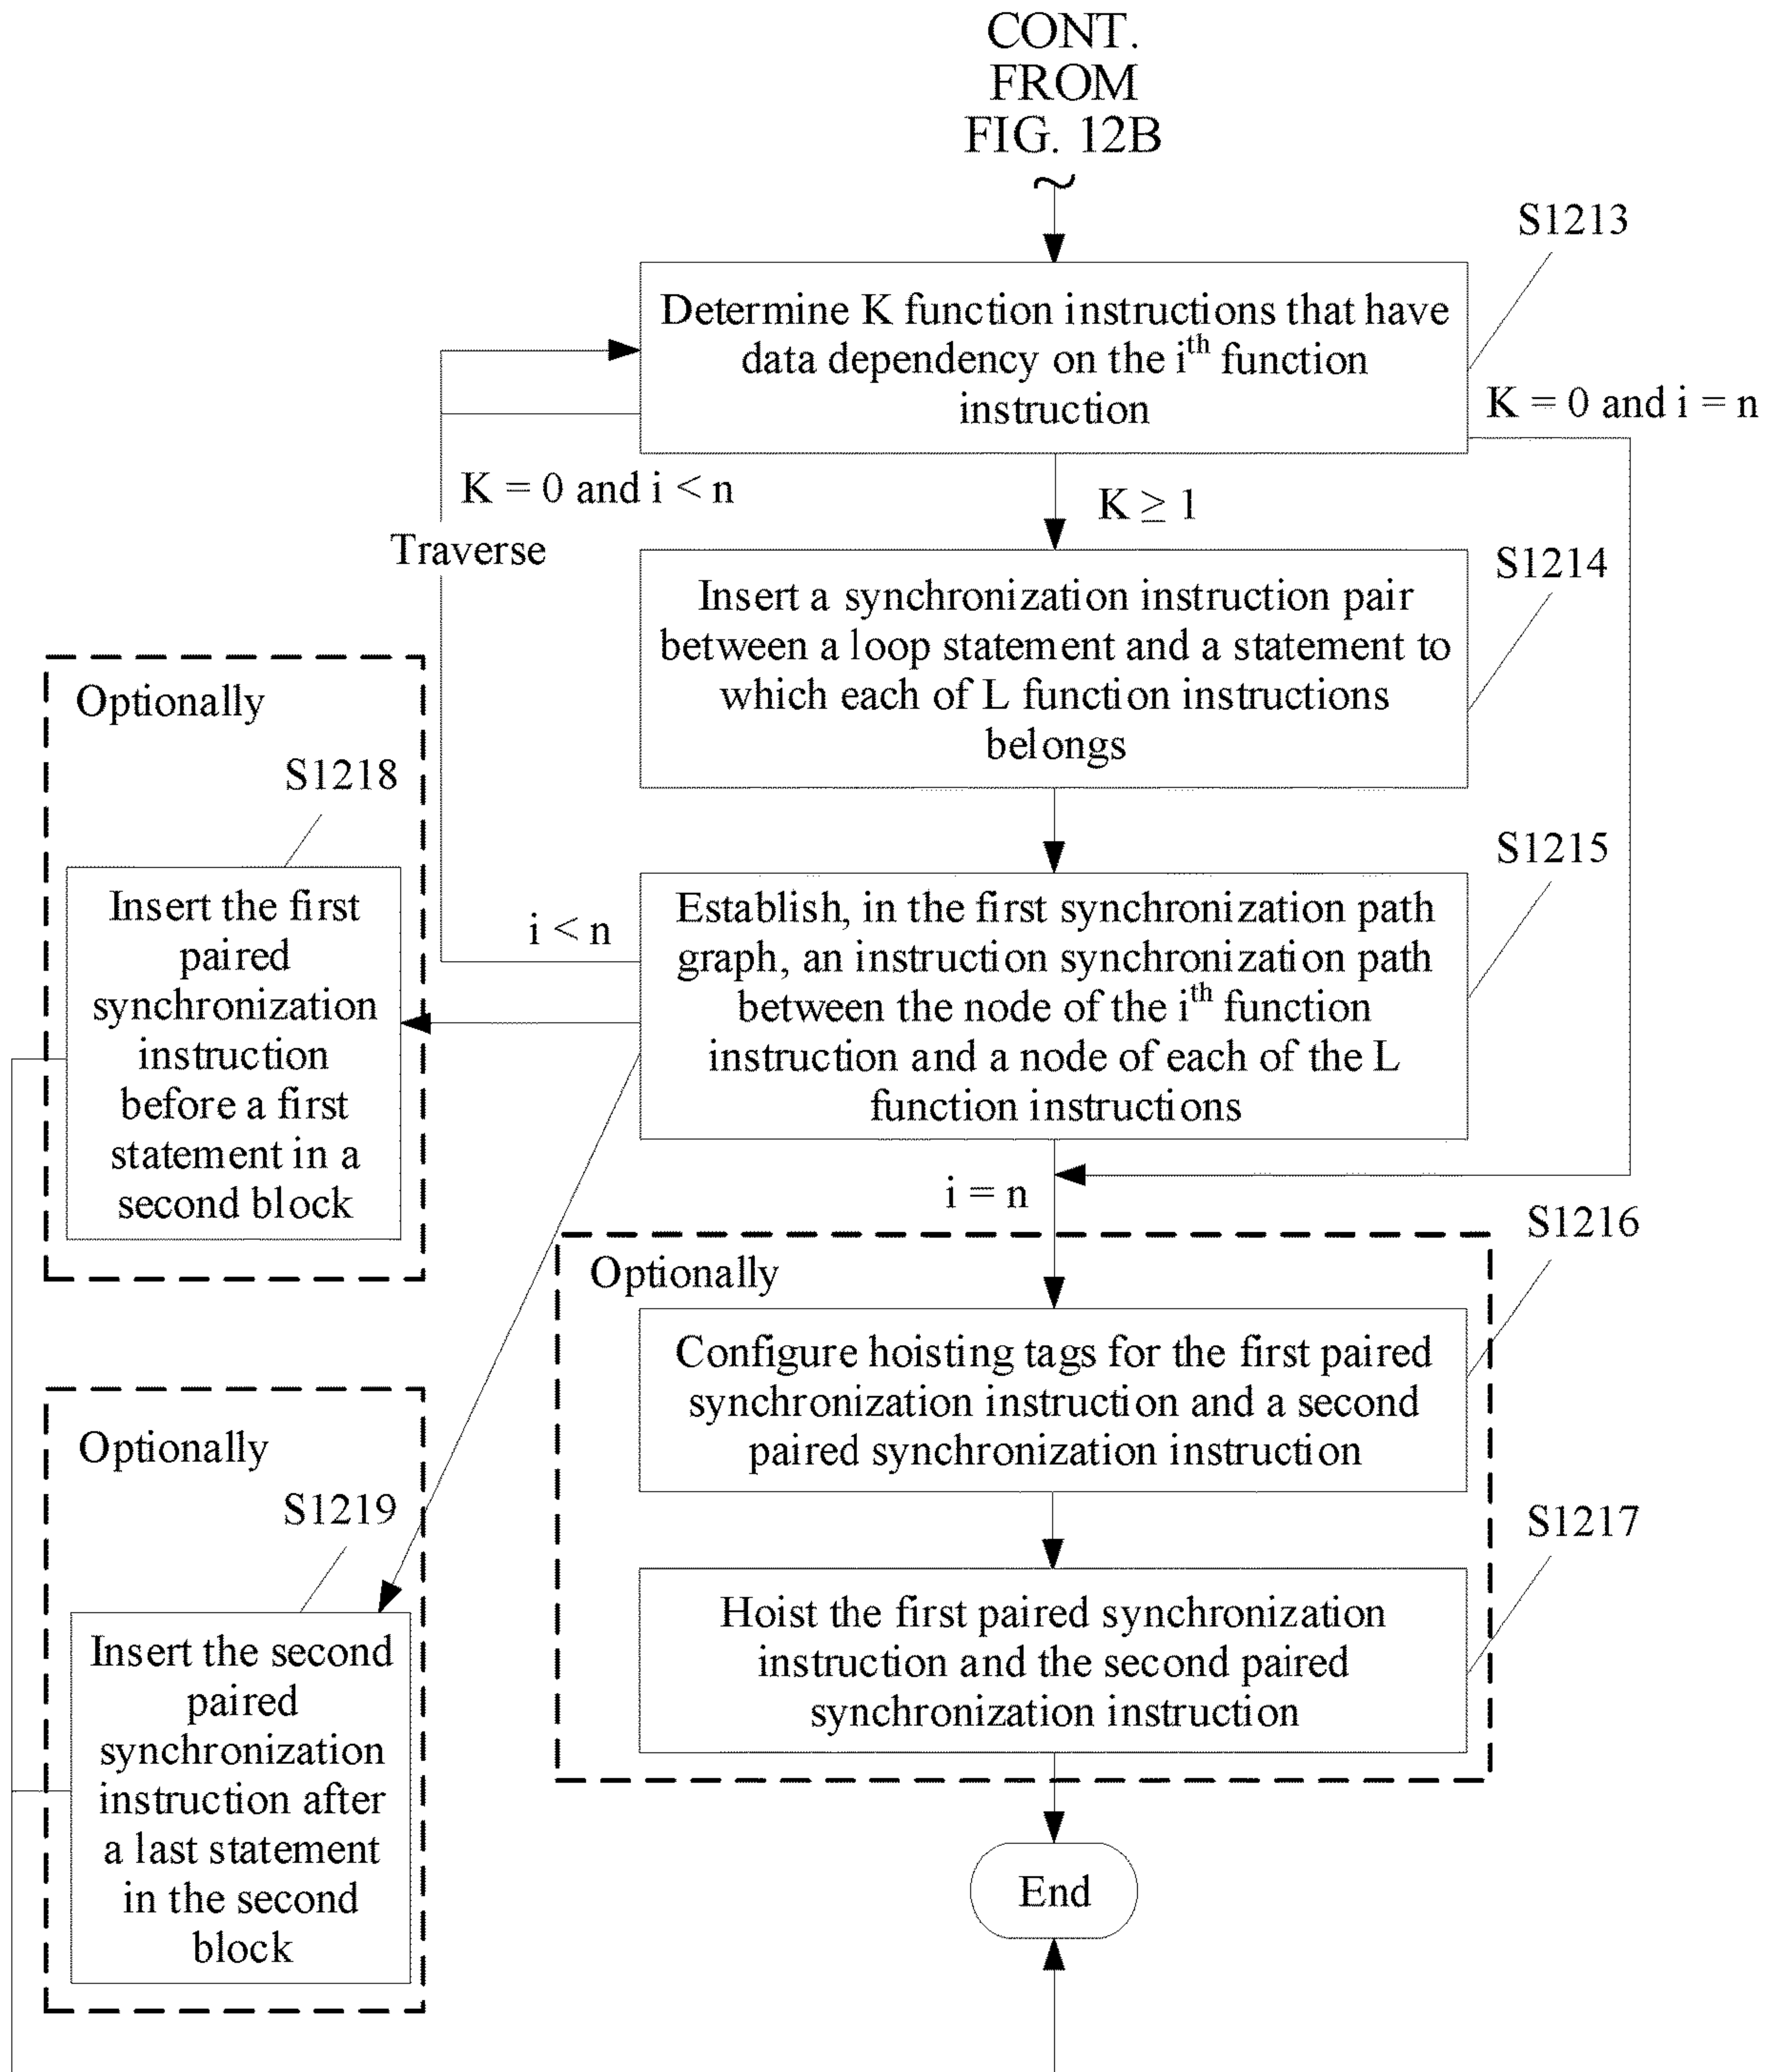 CONT.
FROM
FIG. 12B
S1213
Determine K function instructions that have
data dependency on the ith function
instruction
K = 0 and i = n
K = 0 and i < n
K ≥ 1
Traverse
S1214
Insert a synchronization instruction pair
between a loop statement and a statement to
which each of L function instructions
belongs
Optionally
S1218
Insert the first
paired
synchronization
instruction
before a first
statement in a
second block
S1215
i < n
Establish, in the first synchronization path
graph, an instruction synchronization path
between the node of the ith function
instruction and a node of each of the L
function instructions
i = n
S1216
Optionally
Configure hoisting tags for the first paired
synchronization instruction and a second
paired synchronization instruction
Optionally
S1219
Insert the second
paired
synchronization
instruction after
a last statement
in the second
block
S1217
Hoist the first paired synchronization
instruction and the second paired
synchronization instruction
End